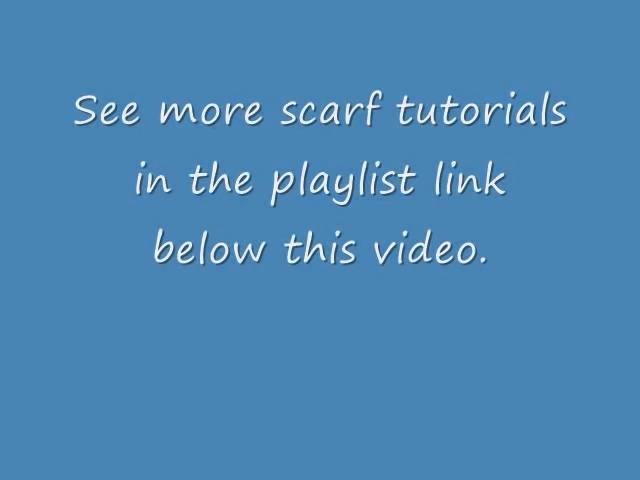 See more scarf tutorials
in the playlist link
below this video.